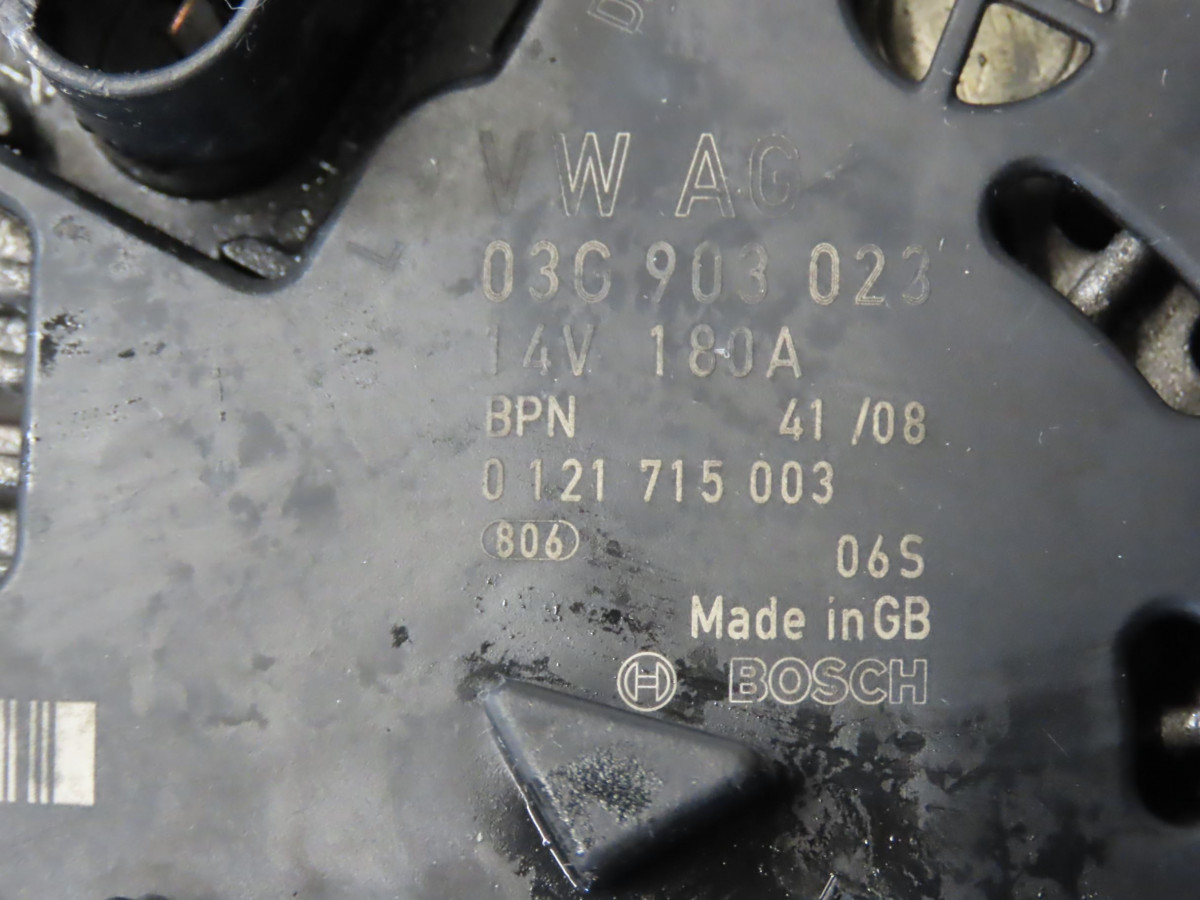 VW AG
03G 903 023
14V 180A
BPN 41 /08
0 121 715 003
806 06S
Made in GB
BOSCH